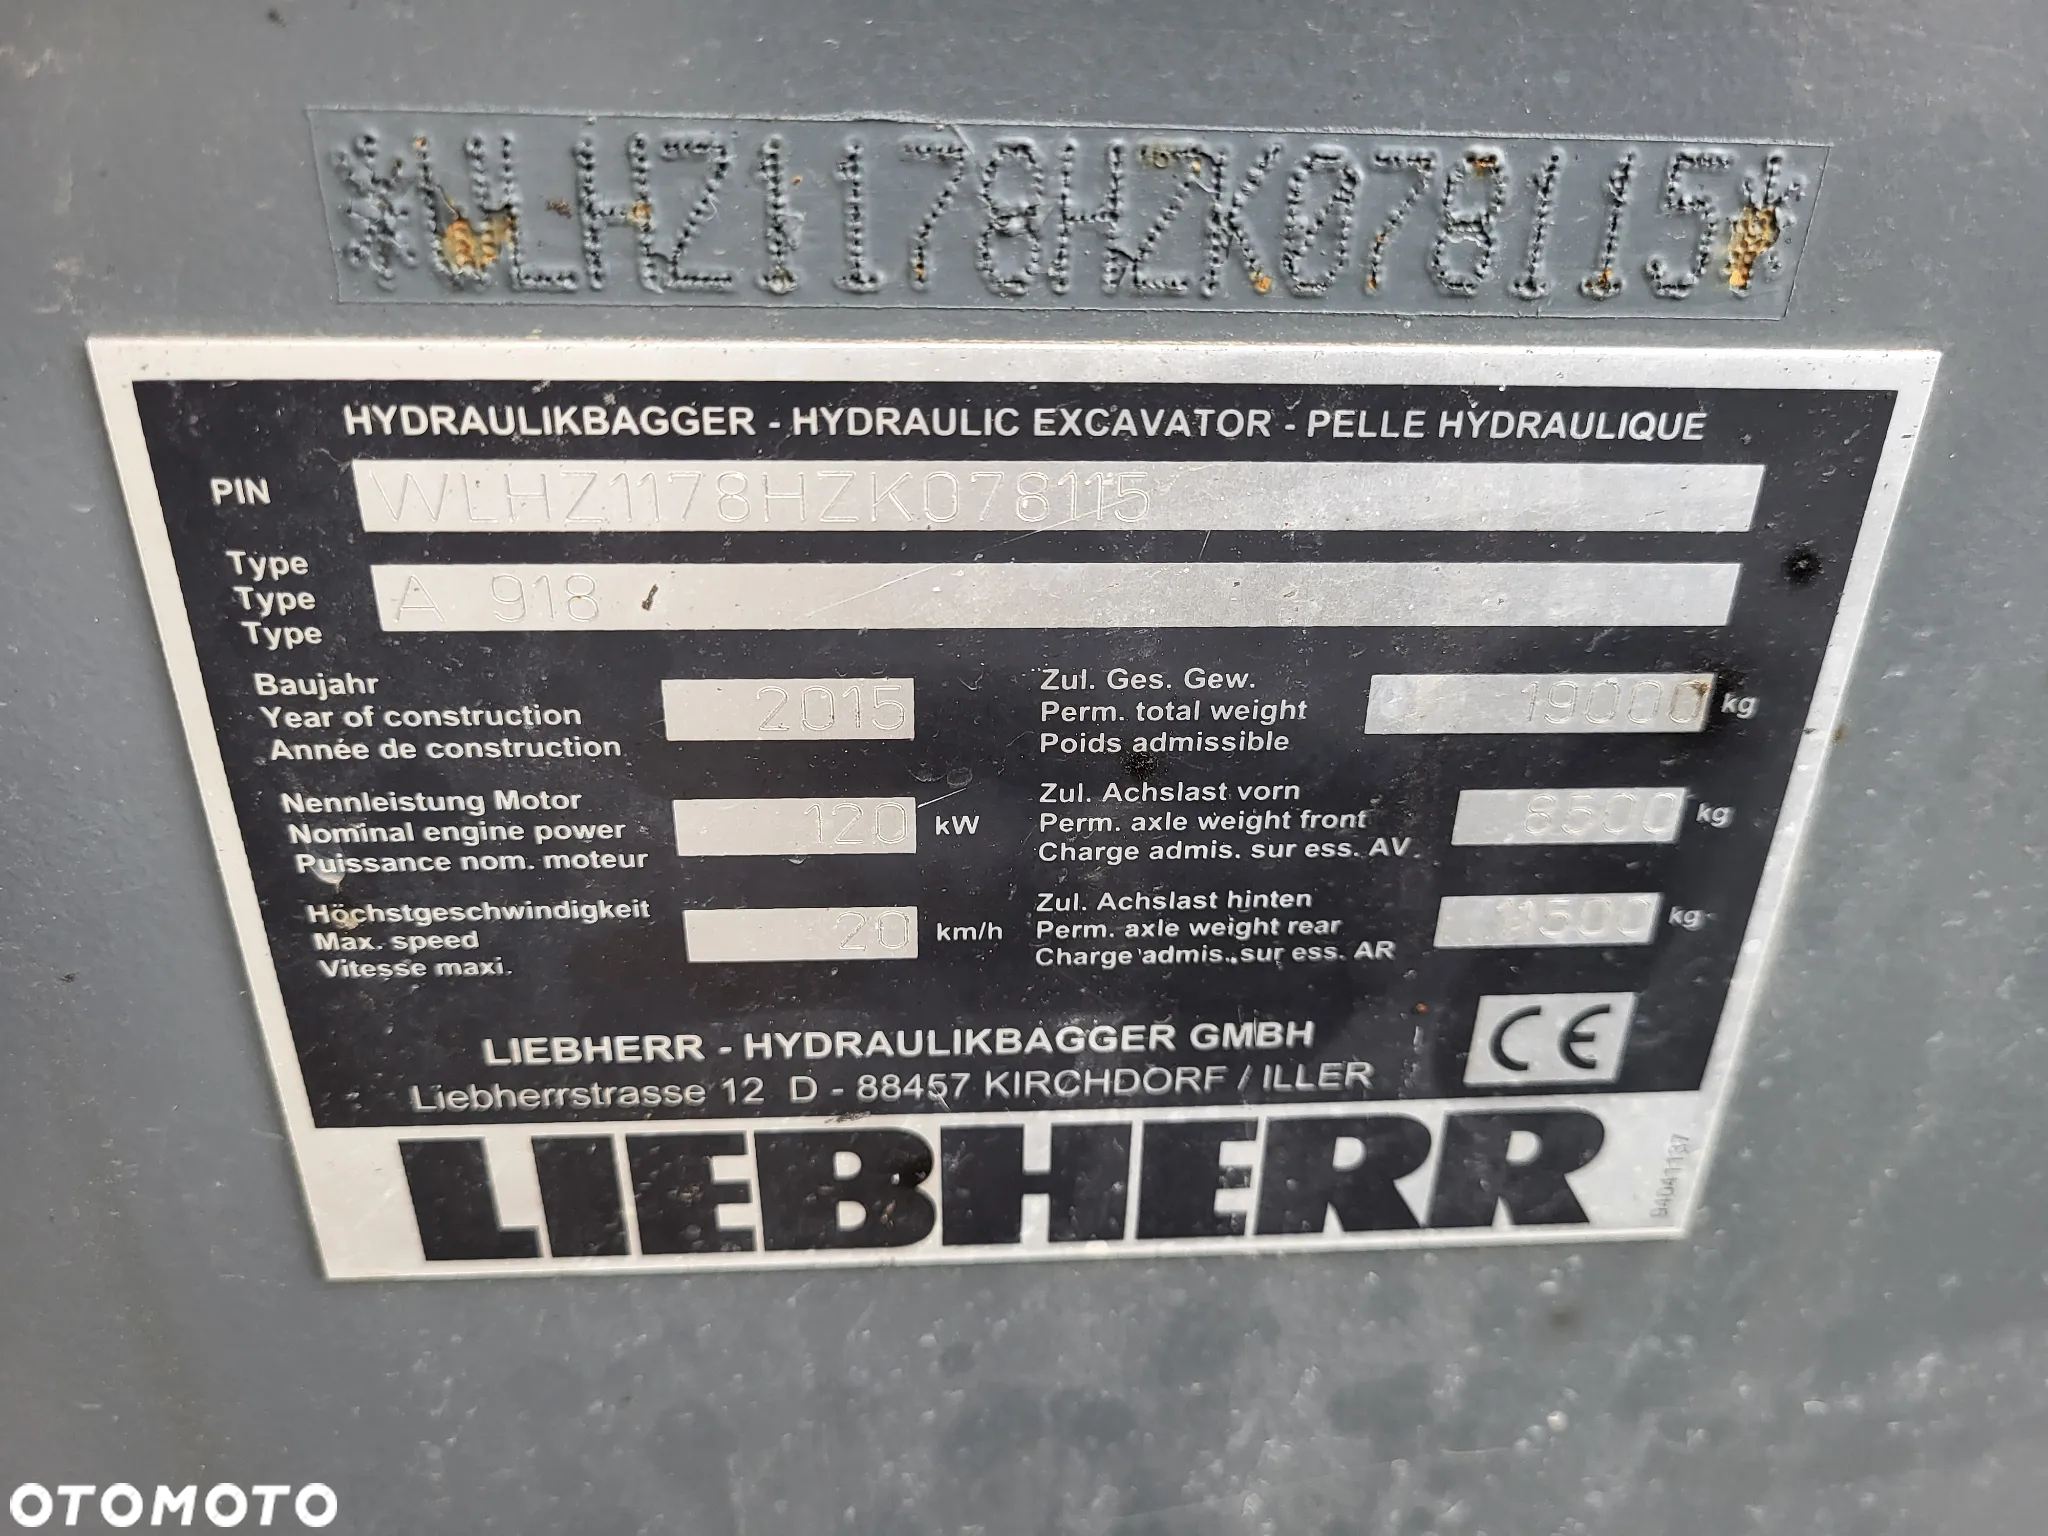 *WLHZ1178HZK078115*
HYDRAULIKBAGGER - HYDRAULIC EXCAVATOR - PELLE HYDRAULIQUE
PIN WLHZ1178HZK078115
Type
Type A 918
Type
Baujahr
Year of construction 2015
Année de construction
Zul. Ges. Gew.
Perm. total weight 19000 kg
Poids admissible
Nennleistung Motor
Nominal engine power 120 kW
Puissance nom. moteur
Zul. Achslast vorn
Perm. axle weight front 8500 kg
Charge admis. sur ess. AV.
Höchstgeschwindigkeit
Max. speed 20 km/h
Vitesse maxi.
Zul. Achslast hinten
Perm. axle weight rear 11500 kg
Charge admis. sur ess. AR
LIEBHERR - HYDRAULIKBAGGER GMBH
Liebherrstrasse 12 D - 88457 KIRCHDORF / ILLER
CE
LIEBHERR
94041137
OTOMOTO